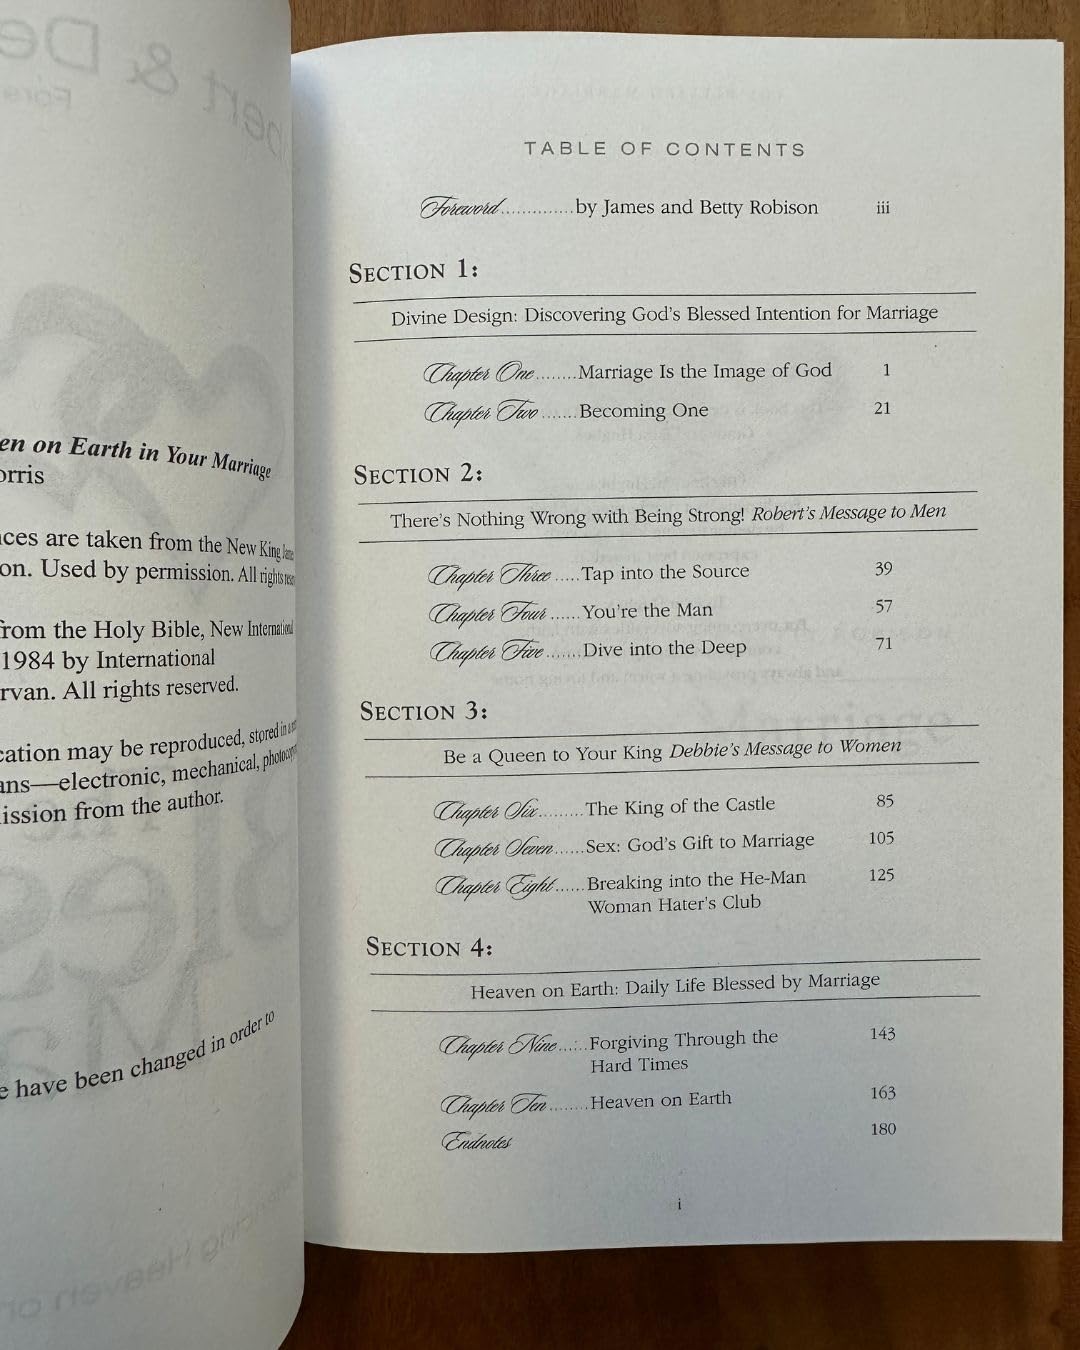 en on Earth in Your Marriage
orris
ces are taken from the New King James
on. Used by permission. All rights
from the Holy Bible, New International
1984 by International
rvan. All rights reserved.
cation may be reproduced, stored in a
ans—electronic, mechanical,
ission from the author.
e have been changed in order to
TABLE OF CONTENTS
Foreword..............by James and Betty Robison iii
SECTION 1:
Divine Design: Discovering God's Blessed Intention for Marriage
Chapter One........Marriage Is the Image of God 1
Chapter Two.......Becoming One 21
SECTION 2:
There's Nothing Wrong with Being Strong! Robert's Message to Men
Chapter Three.....Tap into the Source 39
Chapter Four......You're the Man 57
Chapter Five.......Dive into the Deep 71
SECTION 3:
Be a Queen to Your King Debbie's Message to Women
Chapter Six.........The King of the Castle 85
Chapter Seven......Sex: God's Gift to Marriage 105
Chapter Eight......Breaking into the He-Man 125
Woman Hater's Club
SECTION 4:
Heaven on Earth: Daily Life Blessed by Marriage
Chapter Nine......Forgiving Through the 143
Hard Times
Chapter Ten........Heaven on Earth 163
Endnotes 180
i